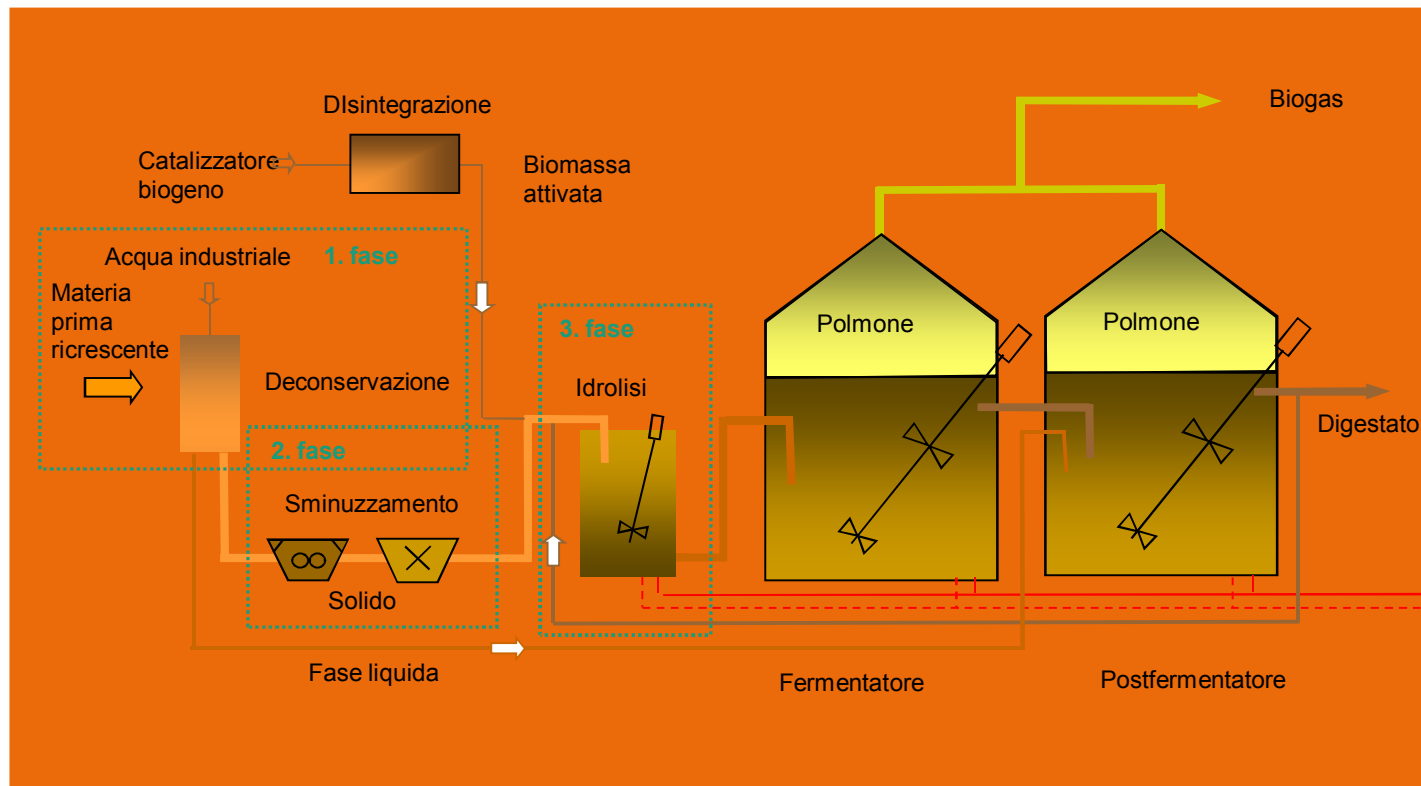 DIsintegrazione
Catalizzatore
biogeno
Biomassa
attivata
Biogas
Acqua industriale
1. fase
Materia
prima
ricrescente
Deconservazione
2. fase
Sminuzzamento
Solido
3. fase
Idrolisi
Polmone
Polmone
Digestato
Fase liquida
Fermentatore
Postfermentatore